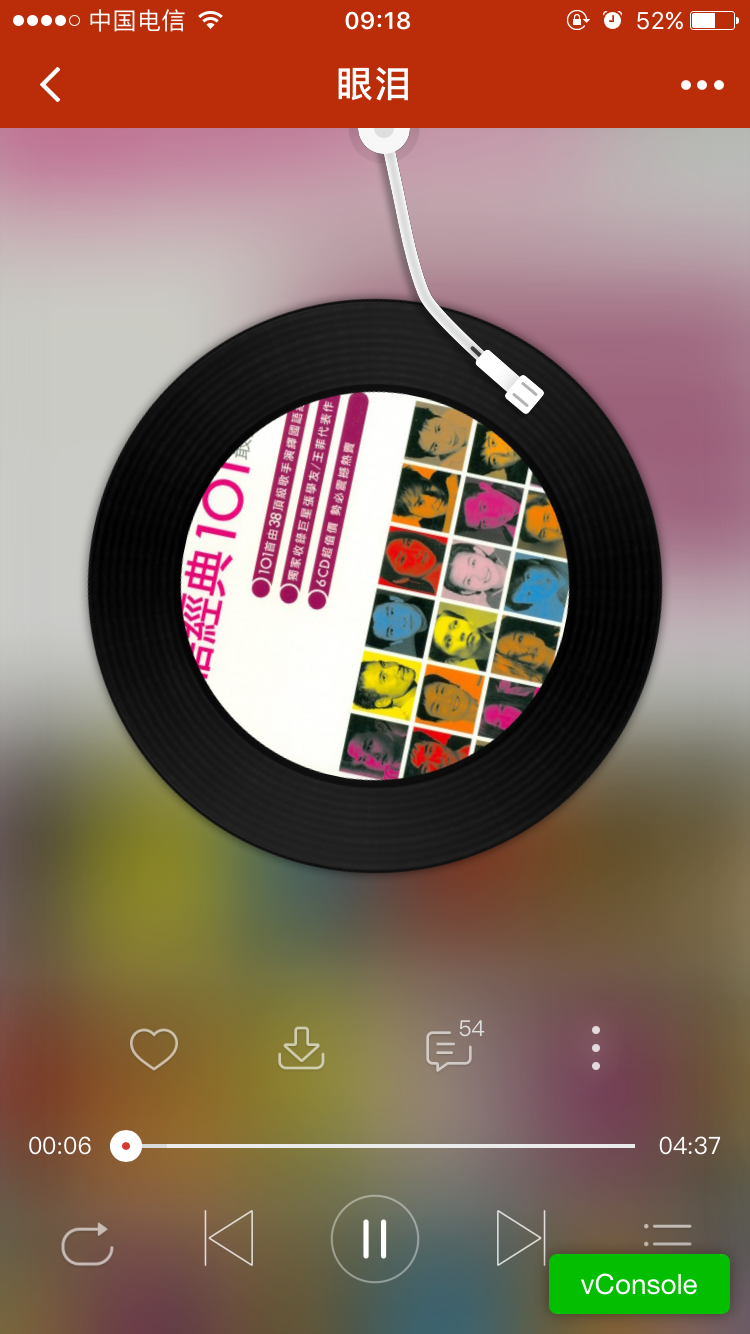 中国电信
09:18
52%
眼泪
經典101
101首由38頂級歌手演繹國語
獨家收錄巨星張學友/王菲代表作
6CD超值價 勢必震撼熱賣
54
00:06
04:37
vConsole